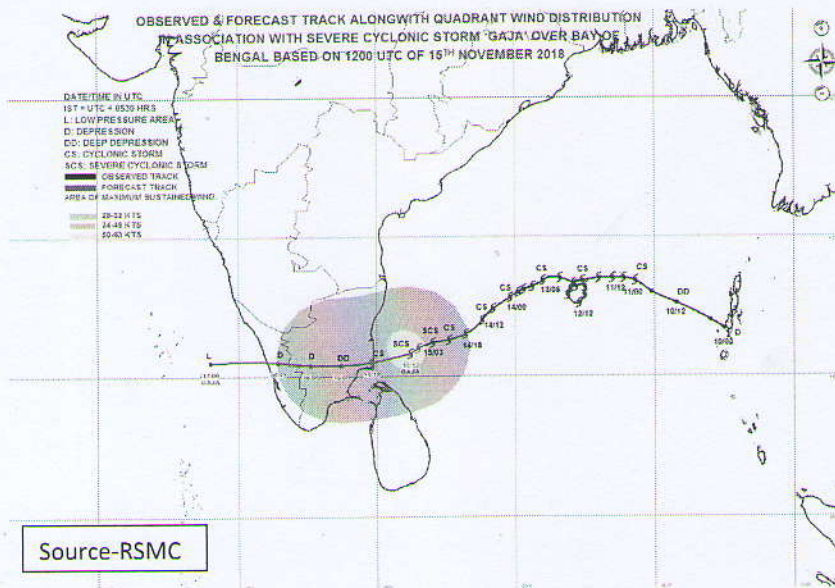 OBSERVED & FORECAST TRACK ALONGWITH QUADRANT WIND DISTRIBUTION
IN ASSOCIATION WITH SEVERE CYCLONIC STORM 'GAJA' OVER BAY OF
BENGAL BASED ON 1200 UTC OF 15TH NOVEMBER 2018
DATE/TIME IN UTC
IST = UTC + 0530 HRS
L: LOW PRESSURE AREA
D: DEPRESSION
DD: DEEP DEPRESSION
CS: CYCLONIC STORM
SCS: SEVERE CYCLONIC STORM
OBSERVED TRACK
FORECAST TRACK
AREA OF MAXIMUM SUSTAINED WIND
KTS
KTS
KTS
CS
CS
CS
13/06
11/12
11/00
12/12
DD
10/12
D
10/00
CS
14/00
CS
14/12
14/18
CS
SCS
15/03
SCS
GAJA
CS
DD
D
D
L
Source-RSMC